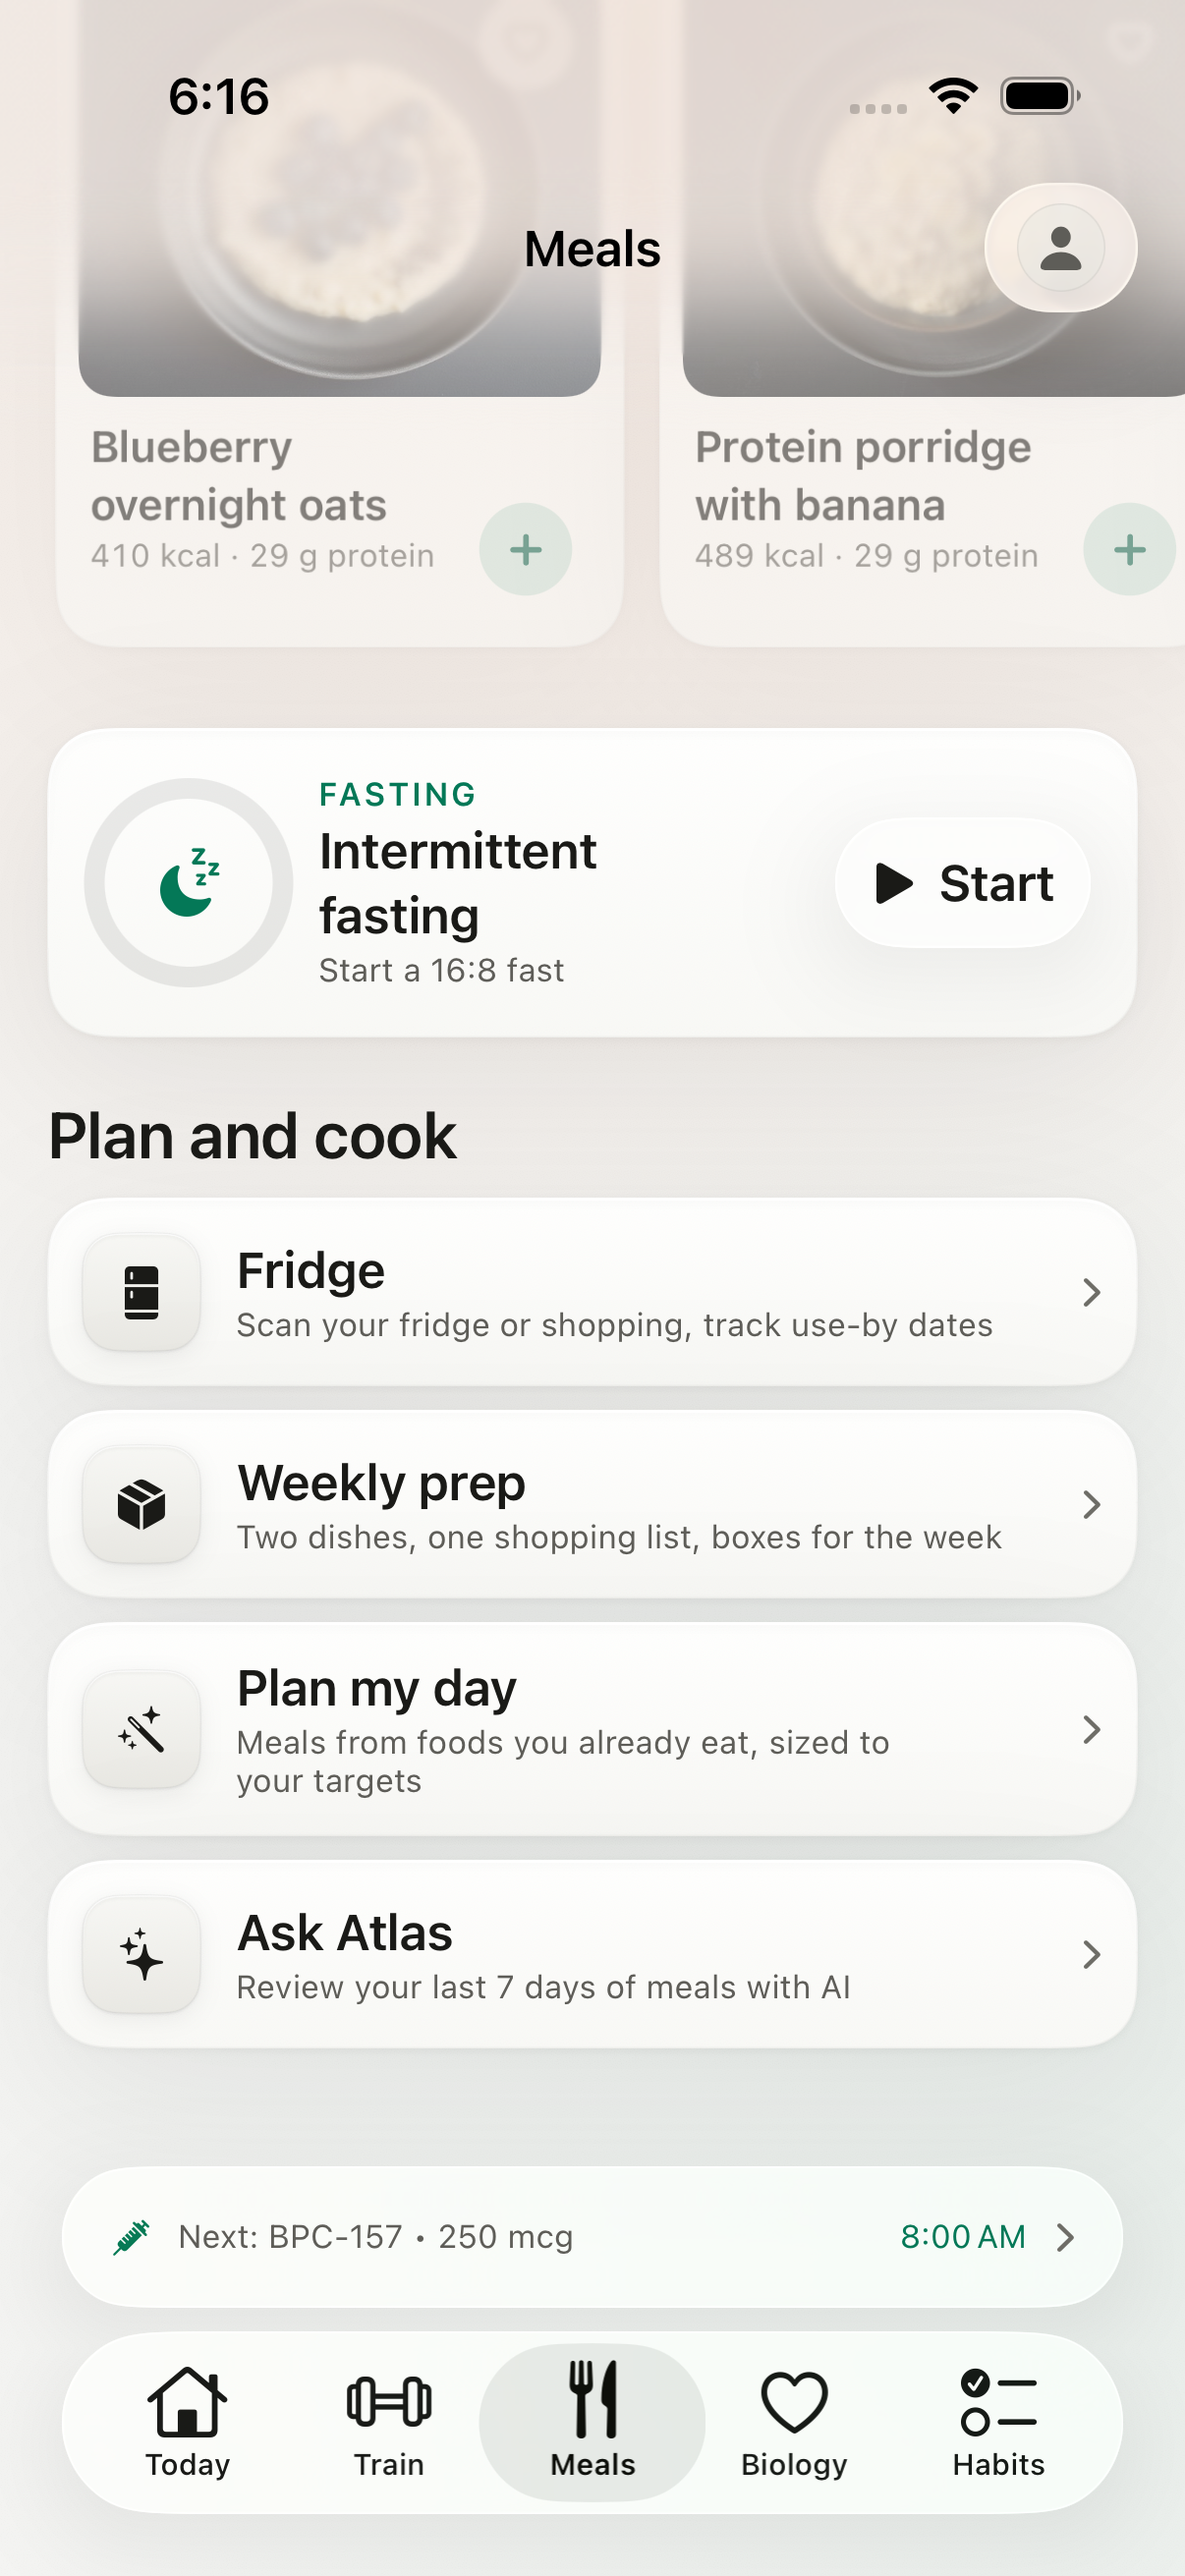 6:16
Meals
Blueberry
overnight oats
410 kcal · 29 g protein
Protein porridge
with banana
489 kcal · 29 g protein
FASTING
Intermittent
fasting
Start a 16:8 fast
Start
Plan and cook
Fridge
Scan your fridge or shopping, track use-by dates
Weekly prep
Two dishes, one shopping list, boxes for the week
Plan my day
Meals from foods you already eat, sized to
your targets
Ask Atlas
Review your last 7 days of meals with AI
Next: BPC-157 • 250 mcg
8:00 AM
Today
Train
Meals
Biology
Habits